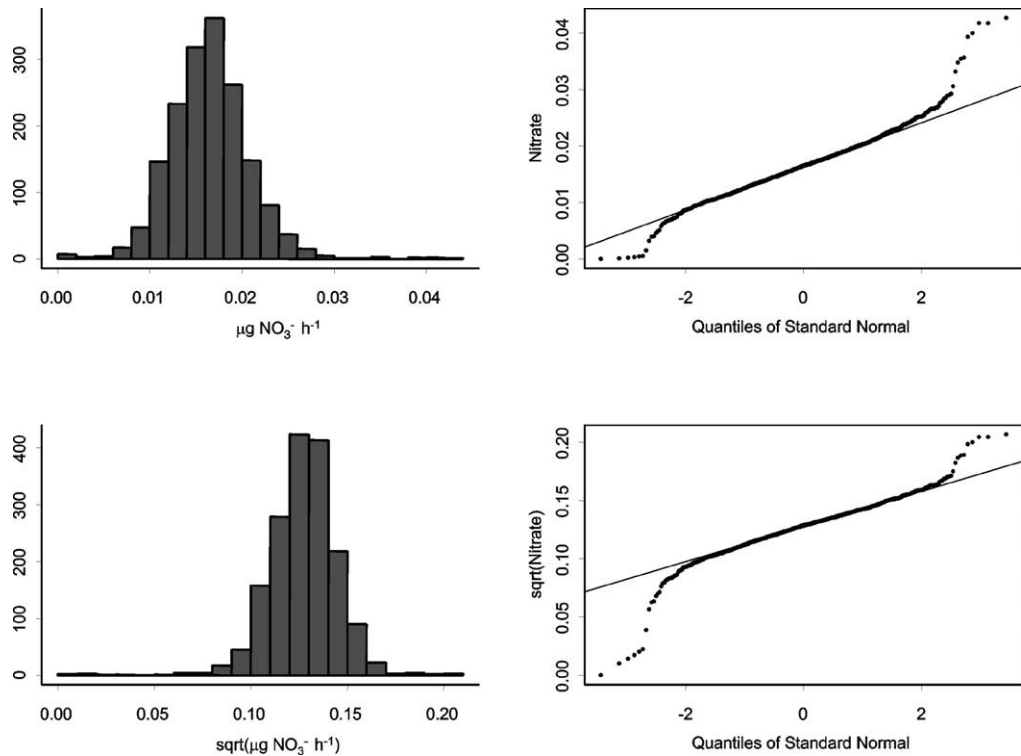 300
200
100
0
0.00 0.01 0.02 0.03 0.04
μg NO₃⁻ h⁻¹
Nitrate
0.04
0.03
0.02
0.01
0.00
-2 0 2
Quantiles of Standard Normal
400
300
200
100
0
0.00 0.05 0.10 0.15 0.20
sqrt(μg NO₃⁻ h⁻¹)
sqrt(Nitrate)
0.20
0.15
0.10
0.05
0.00
-2 0 2
Quantiles of Standard Normal